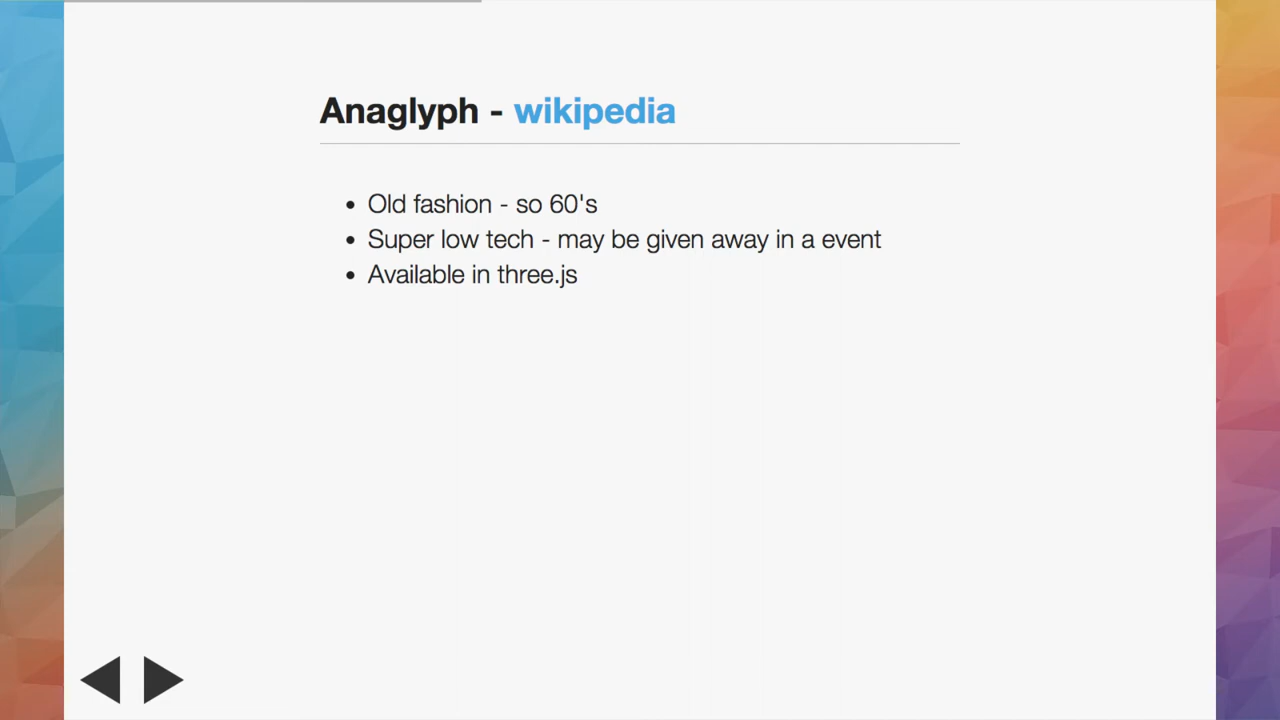 Anaglyph - wikipedia
Old fashion - so 60's
Super low tech - may be given away in a event
Available in three.js